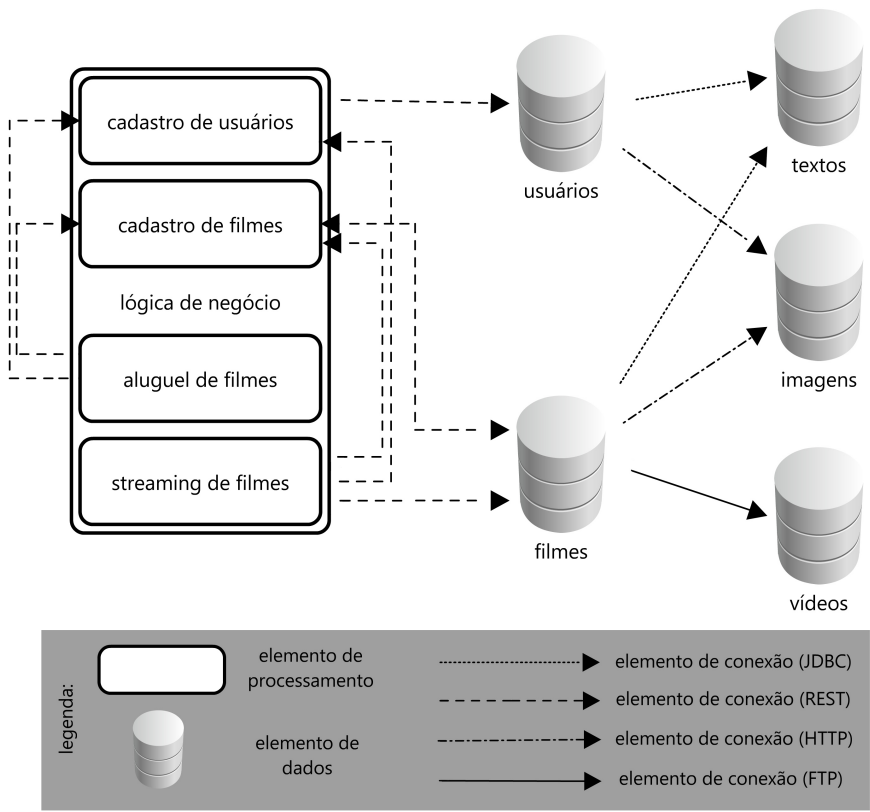 cadastro de usuários
cadastro de filmes
lógica de negócio
aluguel de filmes
streaming de filmes
usuários
filmes
textos
imagens
vídeos
legenda:
elemento de
processamento
elemento de
dados
elemento de conexão (JDBC)
elemento de conexão (REST)
elemento de conexão (HTTP)
elemento de conexão (FTP)